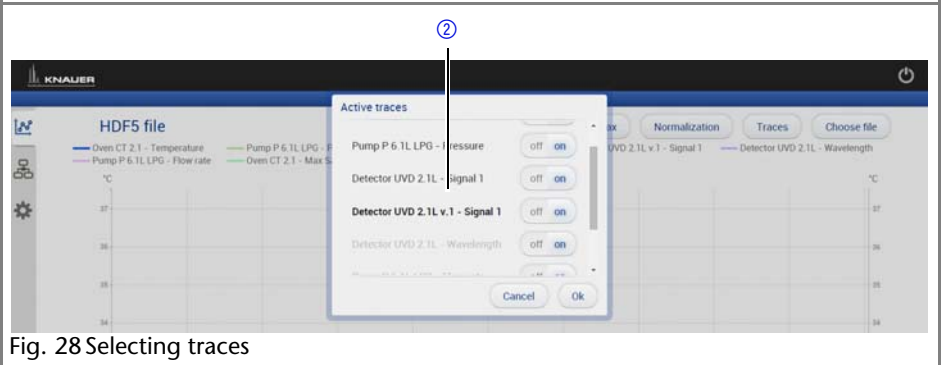 ②
KNAUER
HDF5 file
Normalization
Traces
Choose file
Oven CT 2.1 - Temperature
Pump P 6.1L LPG -
UVD 2.1L v.1 - Signal 1
Detector UVD 2.1L - Wavelength
Pump P 6.1L LPG - Flow rate
Oven CT 2.1 - Max
°C
°C
37
37
36
36
35
35
34
34
Active traces
Pump P 6.1L LPG - Pressure
off on
Detector UVD 2.1L - Signal 1
off on
Detector UVD 2.1L v.1 - Signal 1
off on
Detector UVD 2.1L - Wavelength
off on
Cancel
Ok
Fig. 28 Selecting traces